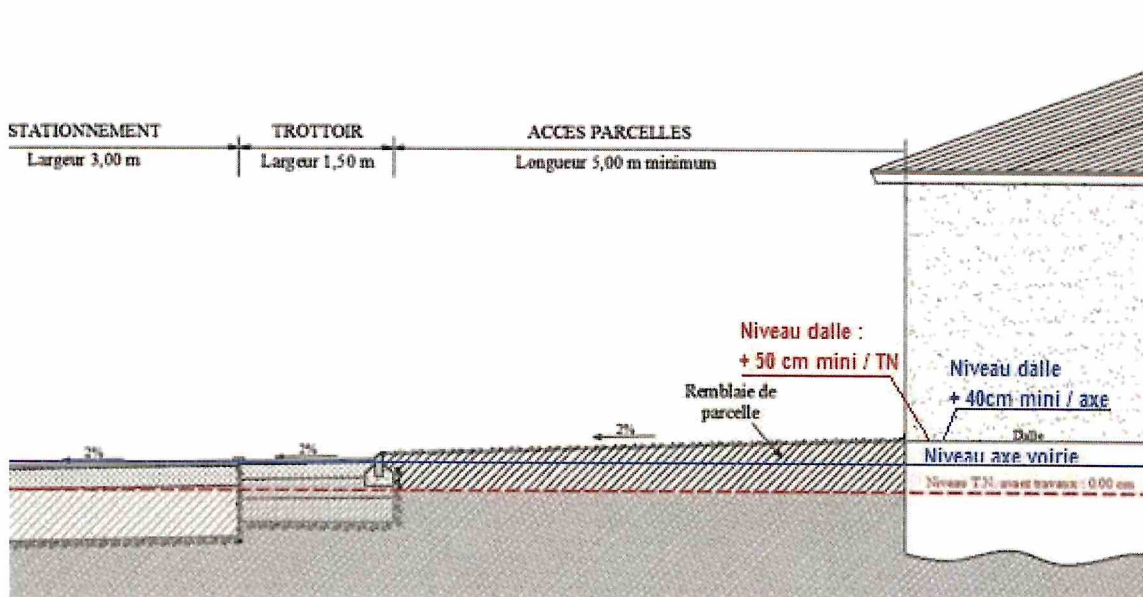 STATIONNEMENT
Largeur 3,00 m
TROTTOIR
Largeur 1,50 m
ACCES PARCELLES
Longueur 5,00 m minimum
Niveau dalle :
+ 50 cm mini / TN
Niveau dalle
+ 40cm mini / axe
Remblaie de
parcelle
2%
2%
2%
Dalle
Niveau axe voirie
Niveau T.N. avant travaux : 0.00 cm